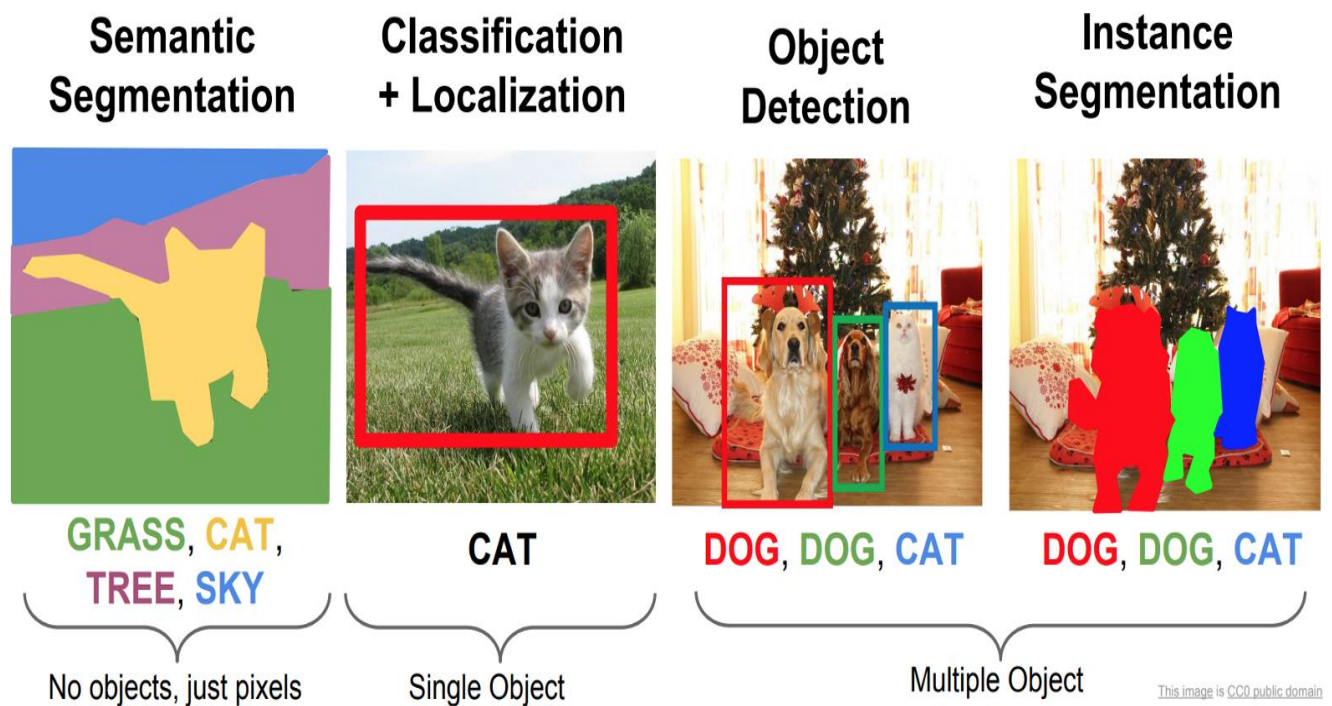 Semantic
Segmentation
Classification
+ Localization
Object
Detection
Instance
Segmentation
GRASS, CAT,
TREE, SKY
CAT
DOG, DOG, CAT
DOG, DOG, CAT
No objects, just pixels
Single Object
Multiple Object
This image is CC0 public domain